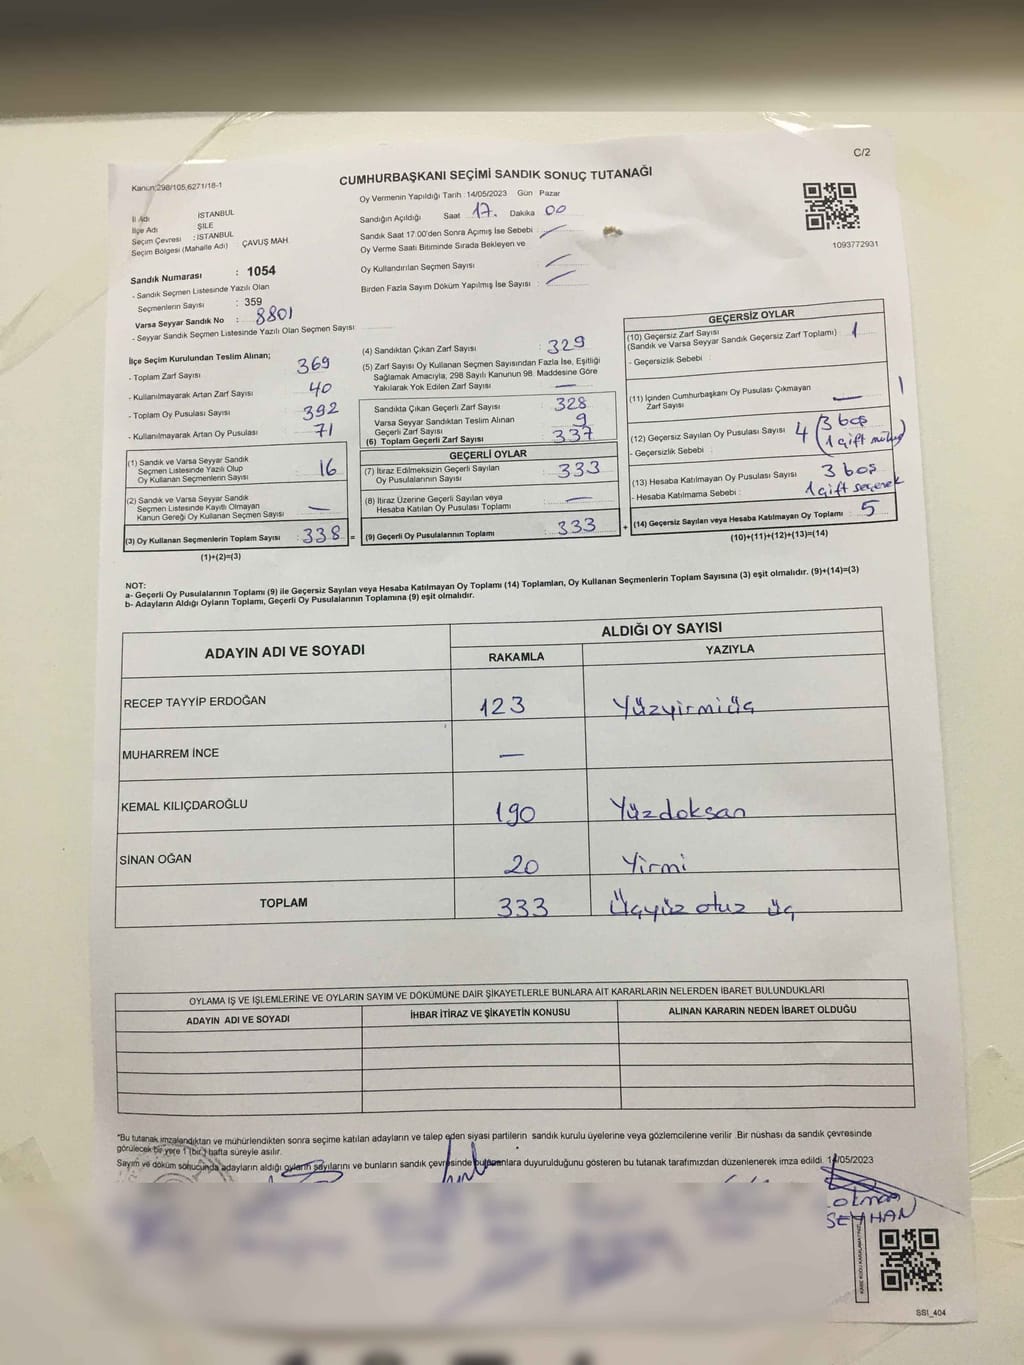 C/2
Kanun:298/105,6271/18-1
CUMHURBAŞKANI SEÇİMİ SANDIK SONUÇ TUTANAĞI
1093772931
İl Adı İSTANBUL
İlçe Adı ŞİLE
Seçim Çevresi : İSTANBUL
Seçim Bölgesi (Mahalle Adı) ÇAVUŞ MAH
Sandık Numarası : 1054
- Sandık Seçmen Listesinde Yazılı Olan
Seçmenlerin Sayısı : 359
Varsa Seyyar Sandık No : 8801
- Seyyar Sandık Seçmen Listesinde Yazılı Olan Seçmen Sayısı
Oy Vermenin Yapıldığı Tarih : 14/05/2023 Gün Pazar
Sandığın Açıldığı Saat 17. Dakika 00
Sandık Saat 17:00'den Sonra Açımış İse Sebebi
Oy Verme Saati Bitiminde Sırada Bekleyen ve
Oy Kullandırılan Seçmen Sayısı
Birden Fazla Sayım Döküm Yapılmış İse Sayısı :
İlçe Seçim Kurulundan Teslim Alınan;
- Toplam Zarf Sayısı 369
- Kullanılmayarak Artan Zarf Sayısı 40
- Toplam Oy Pusulası Sayısı 392
- Kullanılmayarak Artan Oy Pusulası 71
(1) Sandık ve Varsa Seyyar Sandık
Seçmen Listesinde Yazılı Olup
Oy Kullanan Seçmenlerin Sayısı 16
(2) Sandık ve Varsa Seyyar Sandık
Seçmen Listesinde Kayıtlı Olmayan
Kanun Gereği Oy Kullanan Seçmen Sayısı —
(3) Oy Kullanan Seçmenlerin Toplam Sayısı : 338 =
(1)+(2)=(3)
(4) Sandıktan Çıkan Zarf Sayısı : 329
(5) Zarf Sayısı Oy Kullanan Seçmen Sayısından Fazla İse, Eşitliği
Sağlamak Amacıyla; 298 Sayılı Kanunun 98. Maddesine Göre
Yakılarak Yok Edilen Zarf Sayısı —
Sandıkta Çıkan Geçerli Zarf Sayısı : 328
Varsa Seyyar Sandıktan Teslim Alınan
Geçerli Zarf Sayısı 9
(6) Toplam Geçerli Zarf Sayısı : 337
GEÇERLİ OYLAR
(7) İtiraz Edilmeksizin Geçerli Sayılan
Oy Pusulalarının Sayısı : 333
(8) İtiraz Üzerine Geçerli Sayılan veya
Hesaba Katılan Oy Pusulası Toplamı : —
(9) Geçerli Oy Pusulalarının Toplamı : 333 +
GEÇERSİZ OYLAR
(10) Geçersiz Zarf Sayısı
(Sandık ve Varsa Seyyar Sandık Geçersiz Zarf Toplamı) 1
- Geçersizlik Sebebi :
(11) İçinden Cumhurbaşkanı Oy Pusulası Çıkmayan
Zarf Sayısı — 1
(12) Geçersiz Sayılan Oy Pusulası Sayısı 4 (3 boş
- Geçersizlik Sebebi : 1 çift
(13) Hesaba Katılmayan Oy Pusulası Sayısı 3 boş
- Hesaba Katılmama Sebebi : 1 çift seçenek
(14) Geçersiz Sayılan veya Hesaba Katılmayan Oy Toplamı : 5
(10)+(11)+(12)+(13)=(14)
NOT:
a- Geçerli Oy Pusulalarının Toplamı (9) ile Geçersiz Sayılan veya Hesaba Katılmayan Oy Toplamı (14) Toplamları, Oy Kullanan Seçmenlerin Toplam Sayısına (3) eşit olmalıdır. (9)+(14)=(3)
b- Adayların Aldığı Oyların Toplamı, Geçerli Oy Pusulalarının Toplamına (9) eşit olmalıdır.
ADAYIN ADI VE SOYADI ALDIĞI OY SAYISI
RAKAMLA YAZIYLA
RECEP TAYYİP ERDOĞAN 123 Yüzyirmiüç
MUHARREM İNCE —
KEMAL KILIÇDAROĞLU 190 Yüzdoksan
SİNAN OĞAN 20 Yirmi
TOPLAM 333 Üçyüz otuz üç
OYLAMA İŞ VE İŞLEMLERİNE VE OYLARIN SAYIM VE DÖKÜMÜNE DAİR ŞİKAYETLERLE BUNLARA AİT KARARLARIN NELERDEN İBARET BULUNDUKLARI
ADAYIN ADI VE SOYADI İHBAR İTİRAZ VE ŞİKAYETİN KONUSU ALINAN KARARIN NEDEN İBARET OLDUĞU
*Bu tutanak imzalandıktan ve mühürlendikten sonra seçime katılan adayların ve talep eden siyasi partilerin sandık kurulu üyelerine veya gözlemcilerine verilir. Bir nüshası da sandık çevresinde
görülecek bir yere 1 (bir) hafta süreyle asılır.
Sayım ve döküm sonucunda adayların aldığı oyların sayılarını ve bunların sandık çevresinde bulunanlara duyurulduğunu gösteren bu tutanak tarafımızdan düzenlenerek imza edildi. 14/05/2023
SEYHAN
SSI_404